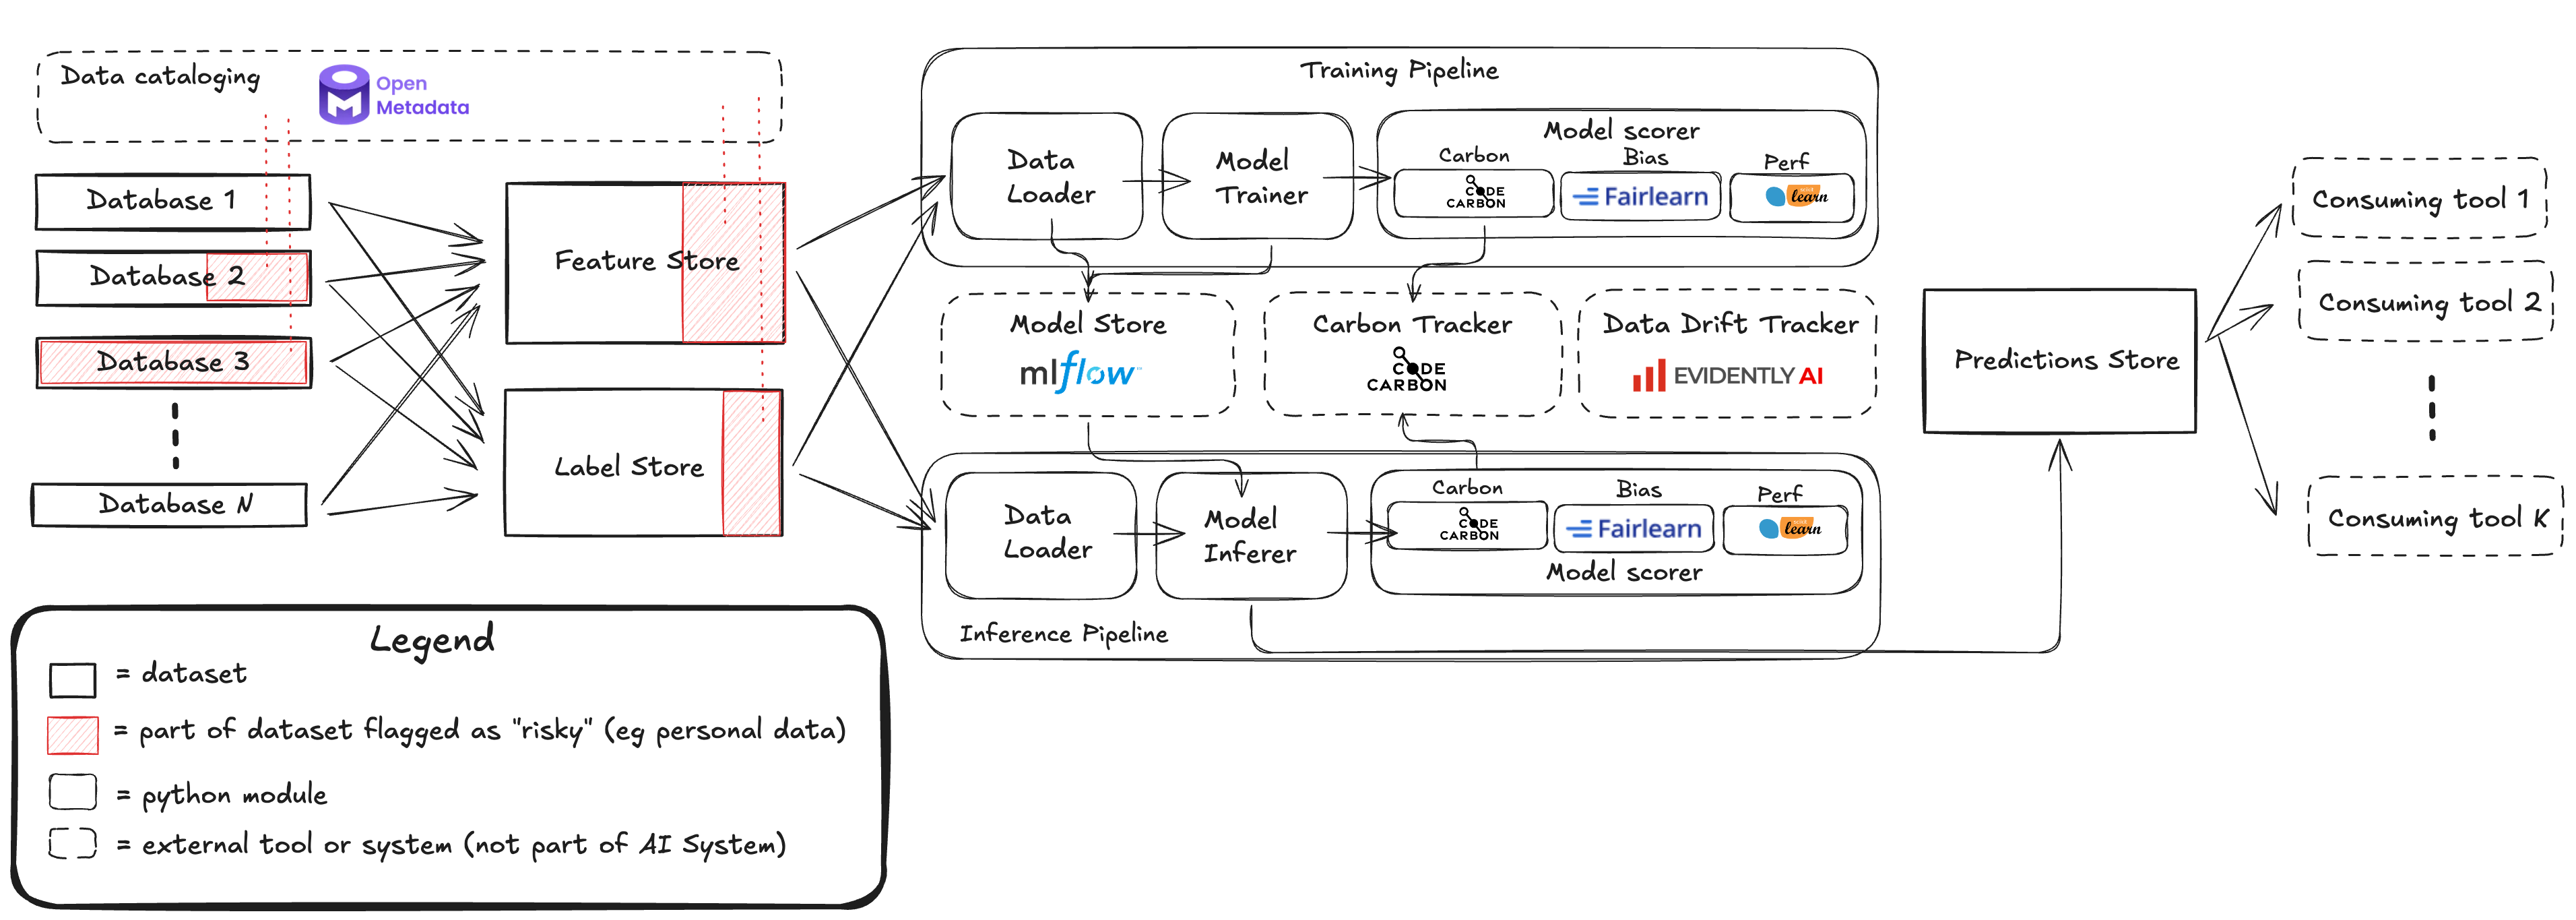 Data cataloging
Open
Metadata
Database 1
Database 2
Database 3
Database N
Feature Store
Label Store
Training Pipeline
Data
Loader
Model
Trainer
Model scorer
Carbon
Bias
Perf
CODE
CARBON
Fairlearn
learn
Model Store
mlflow
Carbon Tracker
CODE
CARBON
Data Drift Tracker
EVIDENTLY AI
Data
Loader
Model
Inferer
Carbon
Bias
Perf
CODE
CARBON
Fairlearn
learn
Model scorer
Inference Pipeline
Predictions Store
Consuming tool 1
Consuming tool 2
Consuming tool K
Legend
= dataset
= part of dataset flagged as "risky" (eg personal data)
= python module
= external tool or system (not part of AI System)